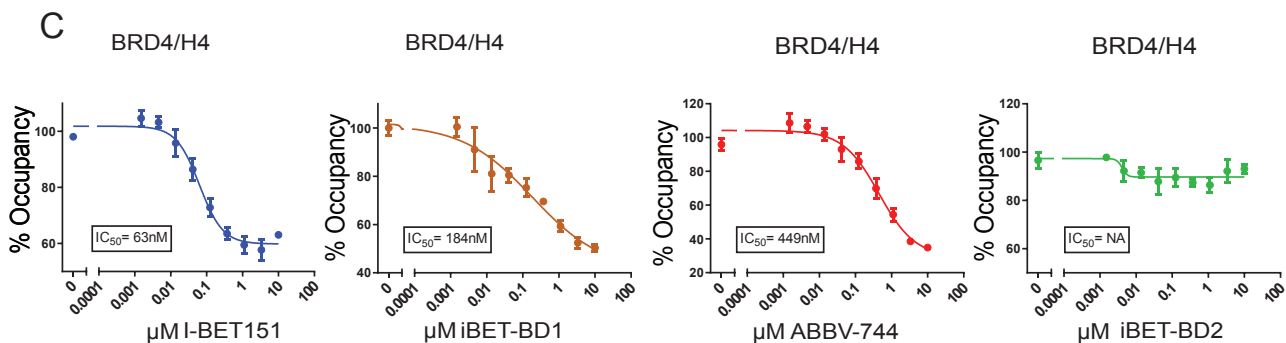 C
BRD4/H4
% Occupancy
100
80
60
IC50= 63nM
0
0.0001
0.001
0.01
0.1
1
10
100
µM I-BET151
BRD4/H4
% Occupancy
120
100
80
60
40
IC50= 184nM
0
0.0001
0.001
0.01
0.1
1
10
100
µM iBET-BD1
BRD4/H4
% Occupancy
120
100
80
60
40
20
IC50= 449nM
0
0.0001
0.001
0.01
0.1
1
10
100
µM ABBV-744
BRD4/H4
% Occupancy
120
100
80
60
IC50= NA
0
0.0001
0.001
0.01
0.1
1
10
100
µM iBET-BD2